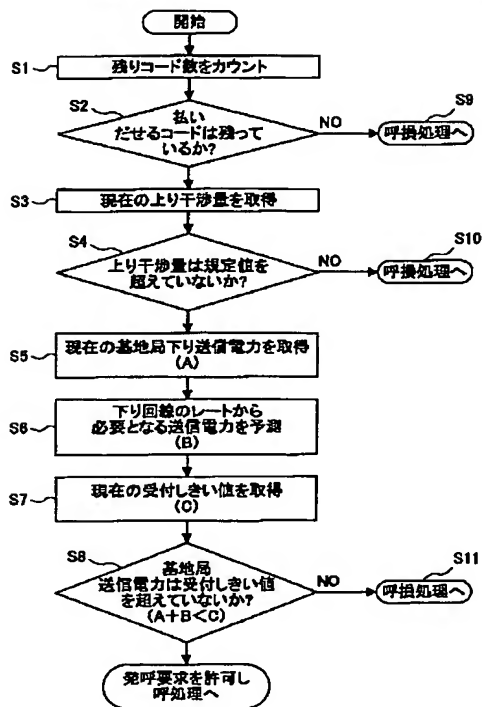 開始
S1
残りコード数をカウント
S2
払い
だせるコードは残って
いるか?
NO
S9
呼損処理へ
S3
現在の上り干渉量を取得
S4
上り干渉量は規定値を
超えていないか?
NO
S10
呼損処理へ
S5
現在の基地局下り送信電力を取得
(A)
S6
下り回線のレートから
必要となる送信電力を予測
(B)
S7
現在の受付しきい値を取得
(C)
S8
基地局
送信電力は受付しきい値
を超えていないか?
(A+B<C)
NO
S11
呼損処理へ
発呼要求を許可し
呼処理へ